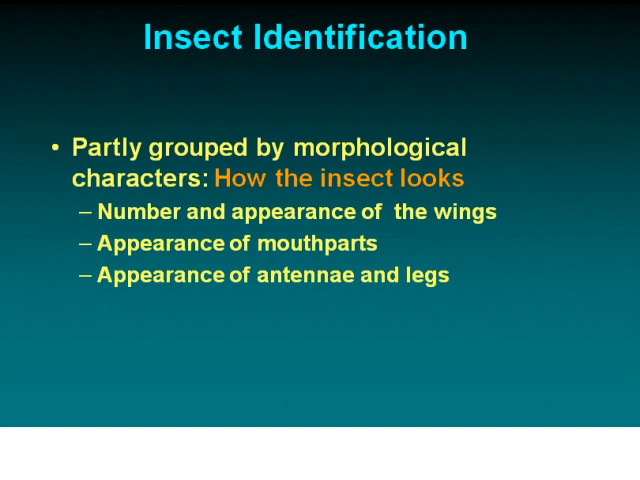 Insect Identification
• Partly grouped by morphological
characters: How the insect looks
– Number and appearance of the wings
– Appearance of mouthparts
– Appearance of antennae and legs